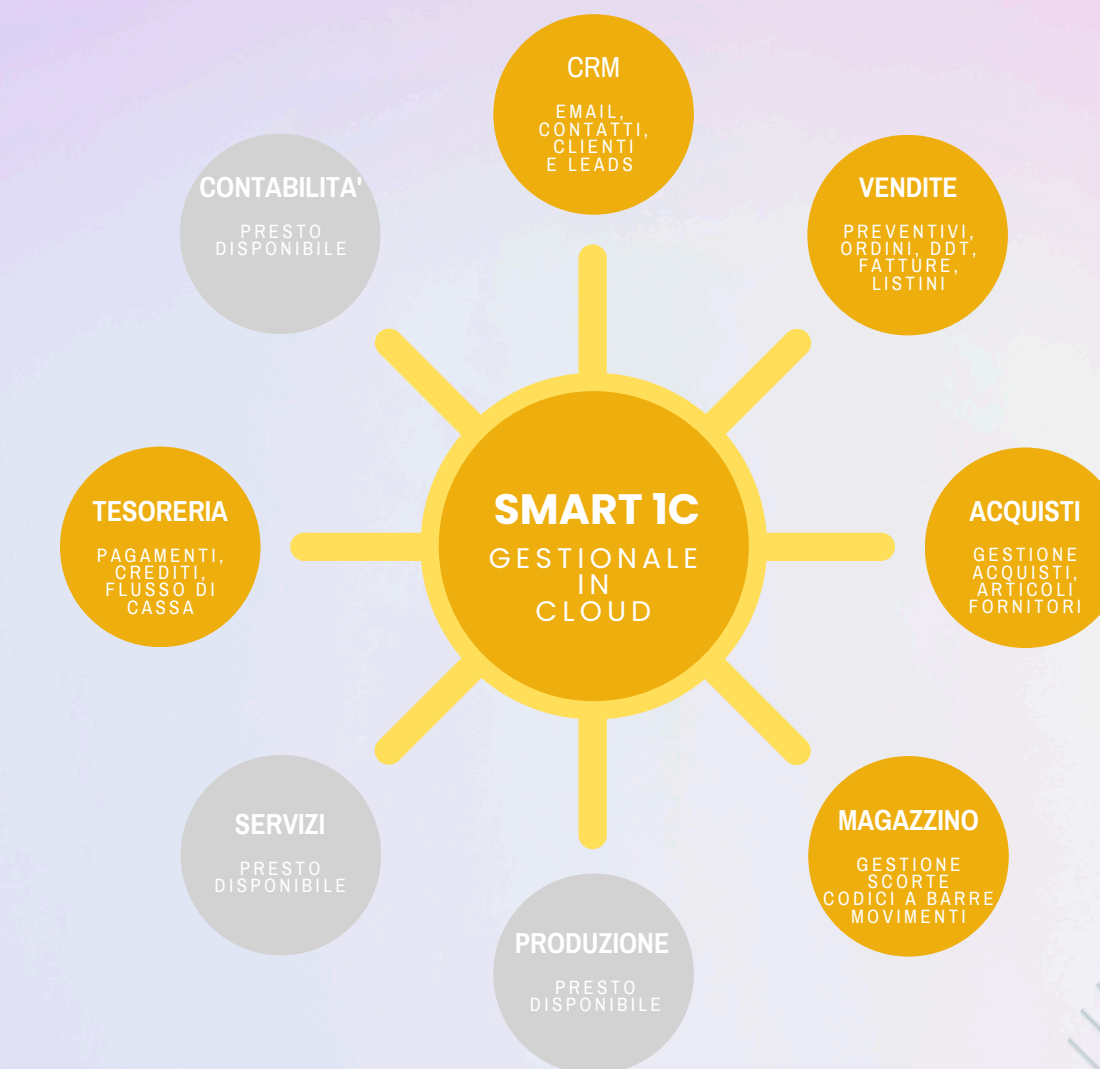 CRM
EMAIL,
CONTATTI,
CLIENTI
E LEADS
CONTABILITA'
PRESTO
DISPONIBILE
VENDITE
PREVENTIVI,
ORDINI, DDT,
FATTURE,
LISTINI
TESORERIA
PAGAMENTI,
CREDITI,
FLUSSO DI
CASSA
SMART 1C
GESTIONALE
IN
CLOUD
ACQUISTI
GESTIONE
ACQUISTI,
ARTICOLI
FORNITORI
SERVIZI
PRESTO
DISPONIBILE
MAGAZZINO
GESTIONE
SCORTE
CODICI A BARRE
MOVIMENTI
PRODUZIONE
PRESTO
DISPONIBILE